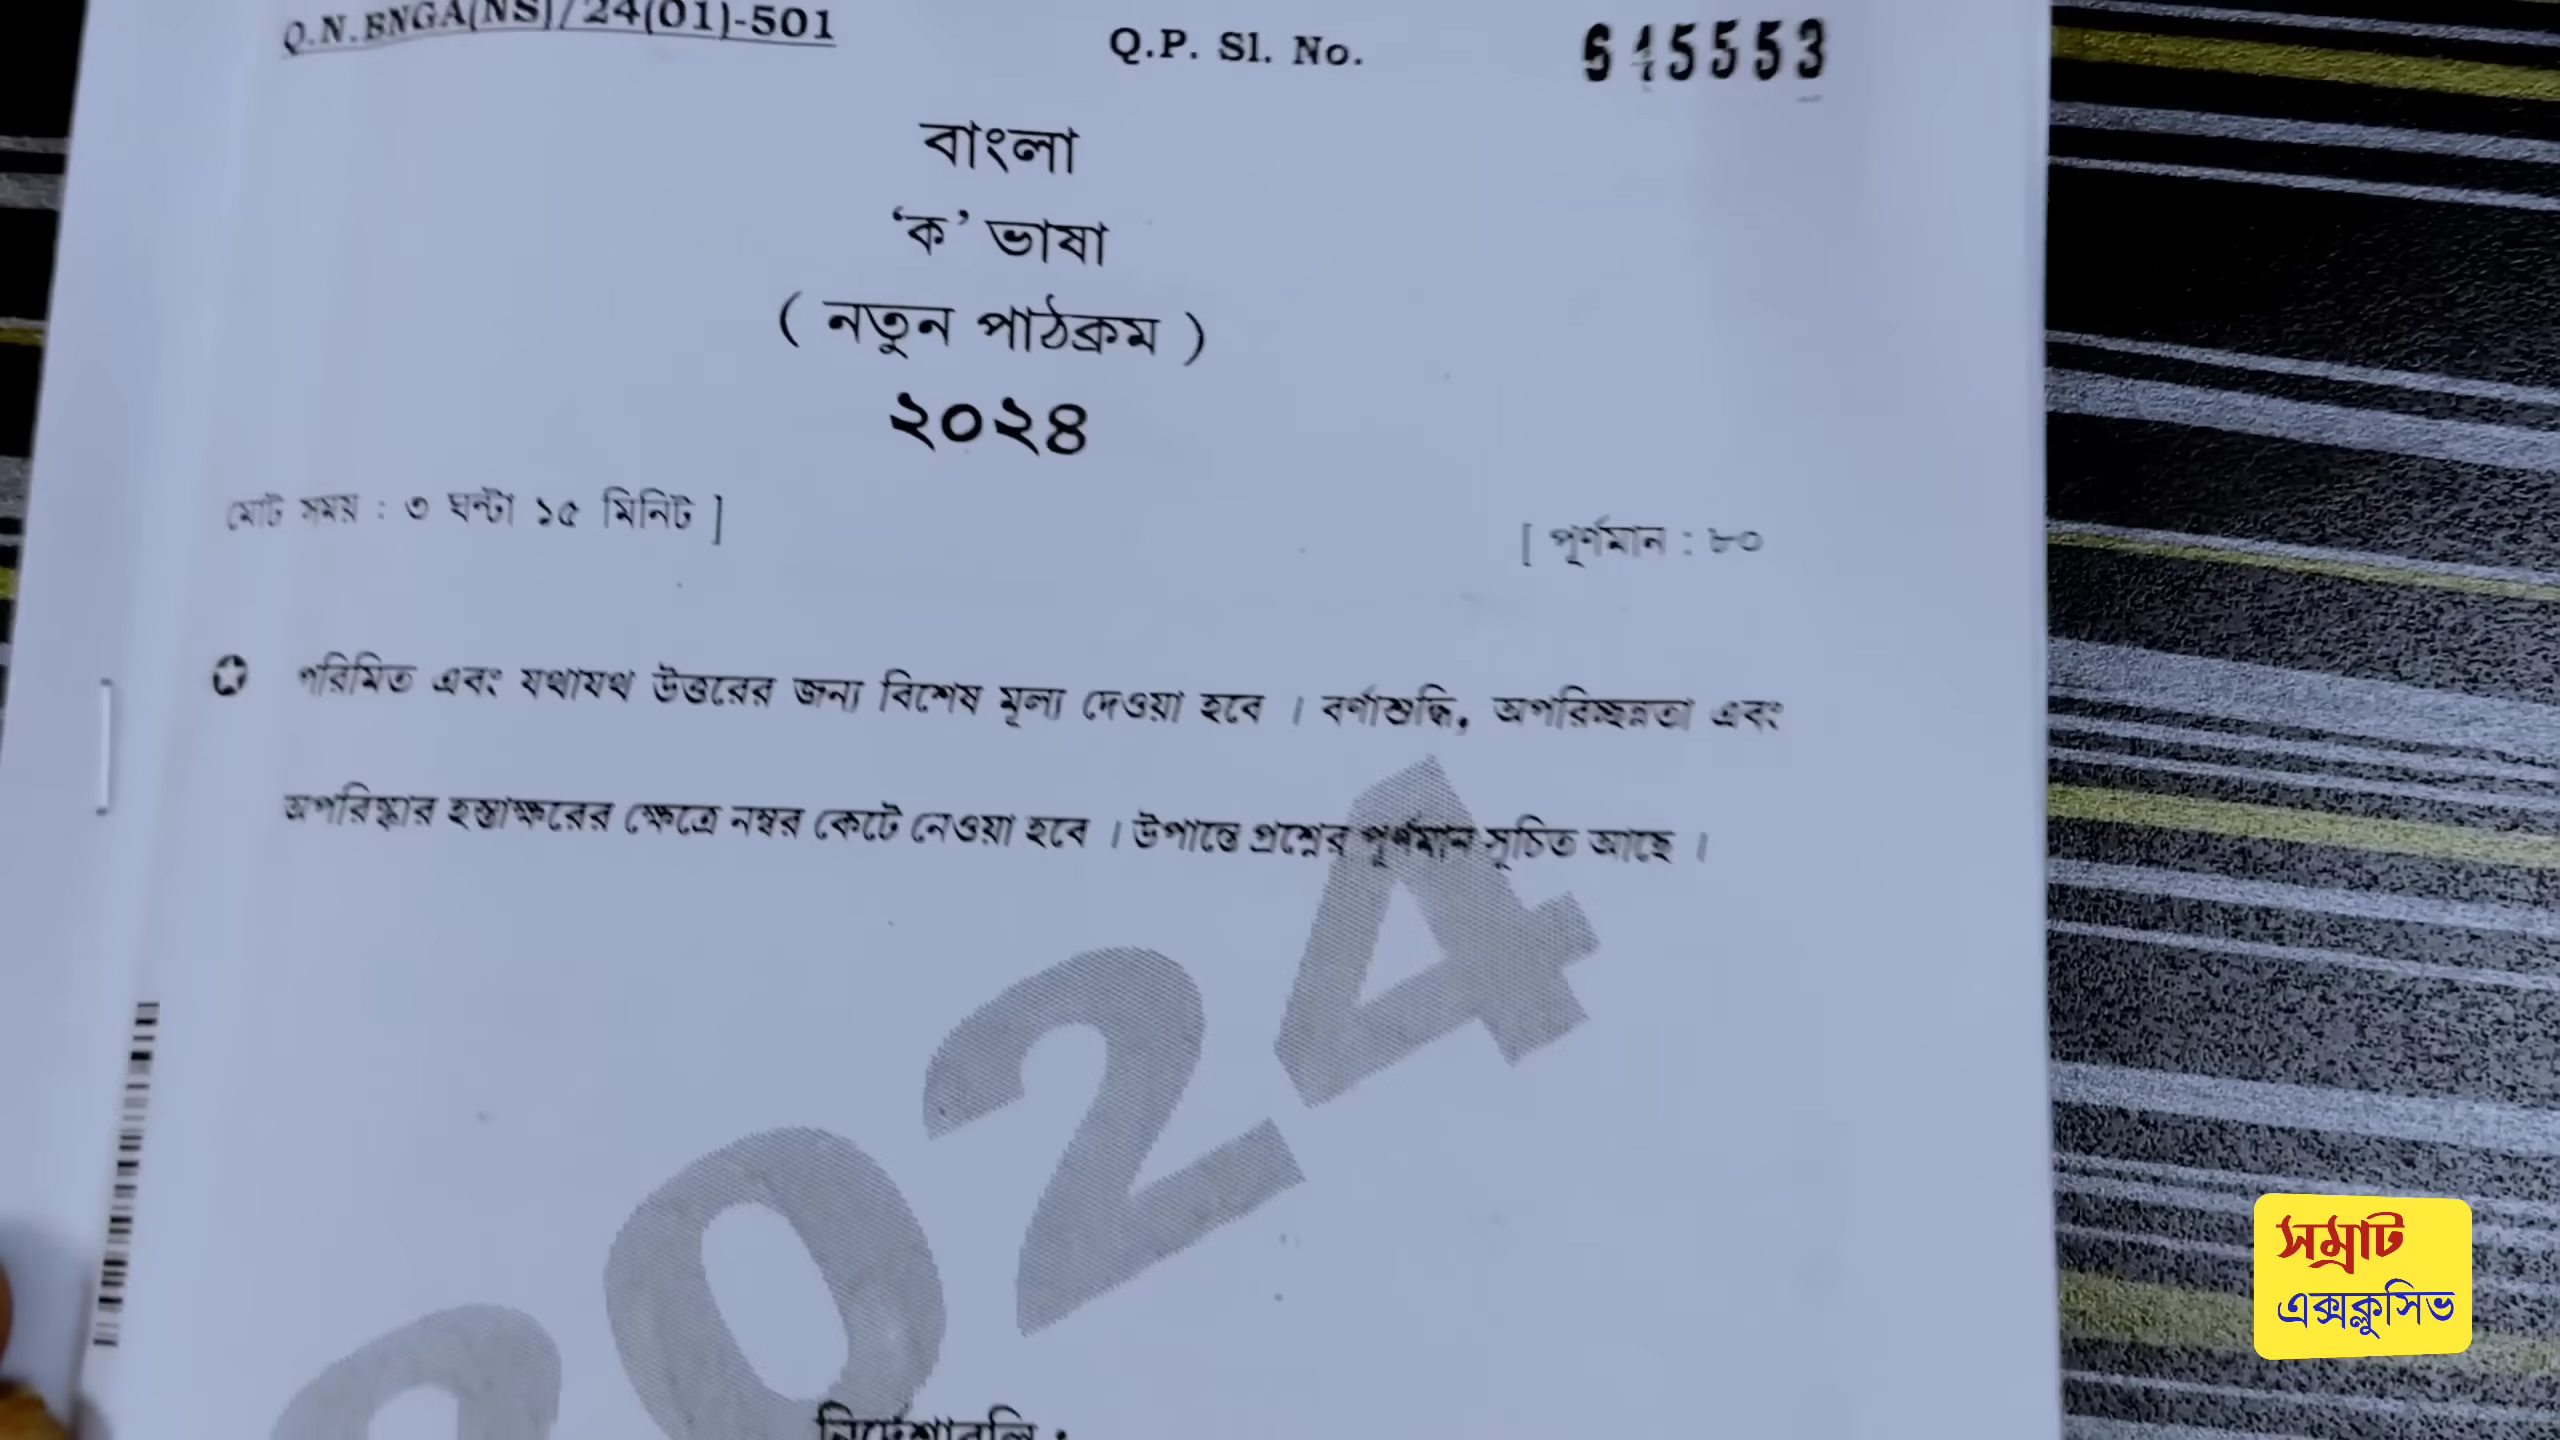 Q.N.BNGA(NS)/24(01)-501
Q.P. Sl. No. 615553
বাংলা
‘ক’ ভাষা
( নতুন পাঠক্রম )
২০২৪
মোট সময় : ৩ ঘন্টা ১৫ মিনিট ]
[ পূর্ণমান : ৮০
✪ পরিমিত এবং যথাযথ উত্তরের জন্য বিশেষ মূল্য দেওয়া হবে । বর্ণাশুদ্ধি, অপরিচ্ছন্নতা এবং
অপরিষ্কার হস্তাক্ষরের ক্ষেত্রে নম্বর কেটে নেওয়া হবে । উপান্তে প্রশ্নের পূর্ণমান সূচিত আছে ।
2024
নির্দেশাবলি :
সম্রাট
এক্সক্লুসিভ